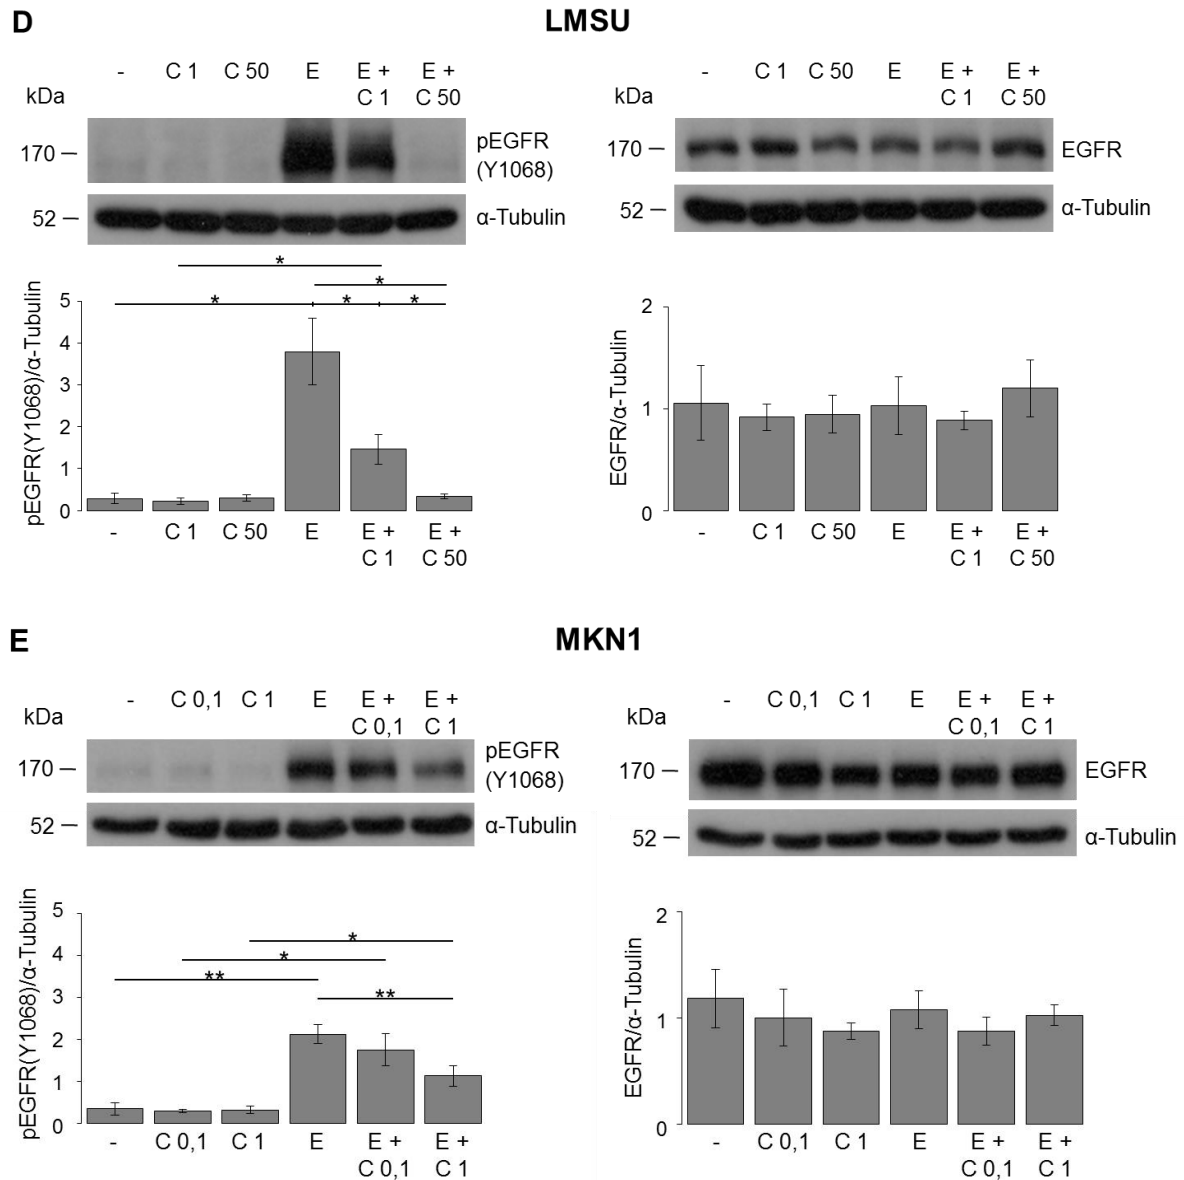 D
LMSU
- C 1 C 50 E E + E +
kDa C 1 C 50
170 pEGFR
(Y1068)
52 α-Tubulin
- C 1 C 50 E E + E +
C 1 C 50
170 EGFR
52 α-Tubulin
*
*
* * *
pEGFR(Y1068)/α-Tubulin
5
4
3
2
1
0
- C 1 C 50 E E + E +
C 1 C 50
EGFR/α-Tubulin
2
1
0
- C 1 C 50 E E + E +
C 1 C 50
E
MKN1
- C 0,1 C 1 E E + E +
kDa C 0,1 C 1
170 pEGFR
(Y1068)
52 α-Tubulin
- C 0,1 C 1 E E + E +
kDa C 0,1 C 1
170 EGFR
52 α-Tubulin
*
*
**
**
pEGFR(Y1068)/α-Tubulin
5
4
3
2
1
0
- C 0,1 C 1 E E + E +
C 0,1 C 1
EGFR/α-Tubulin
2
1
0
- C 0,1 C 1 E E + E +
C 0,1 C 1